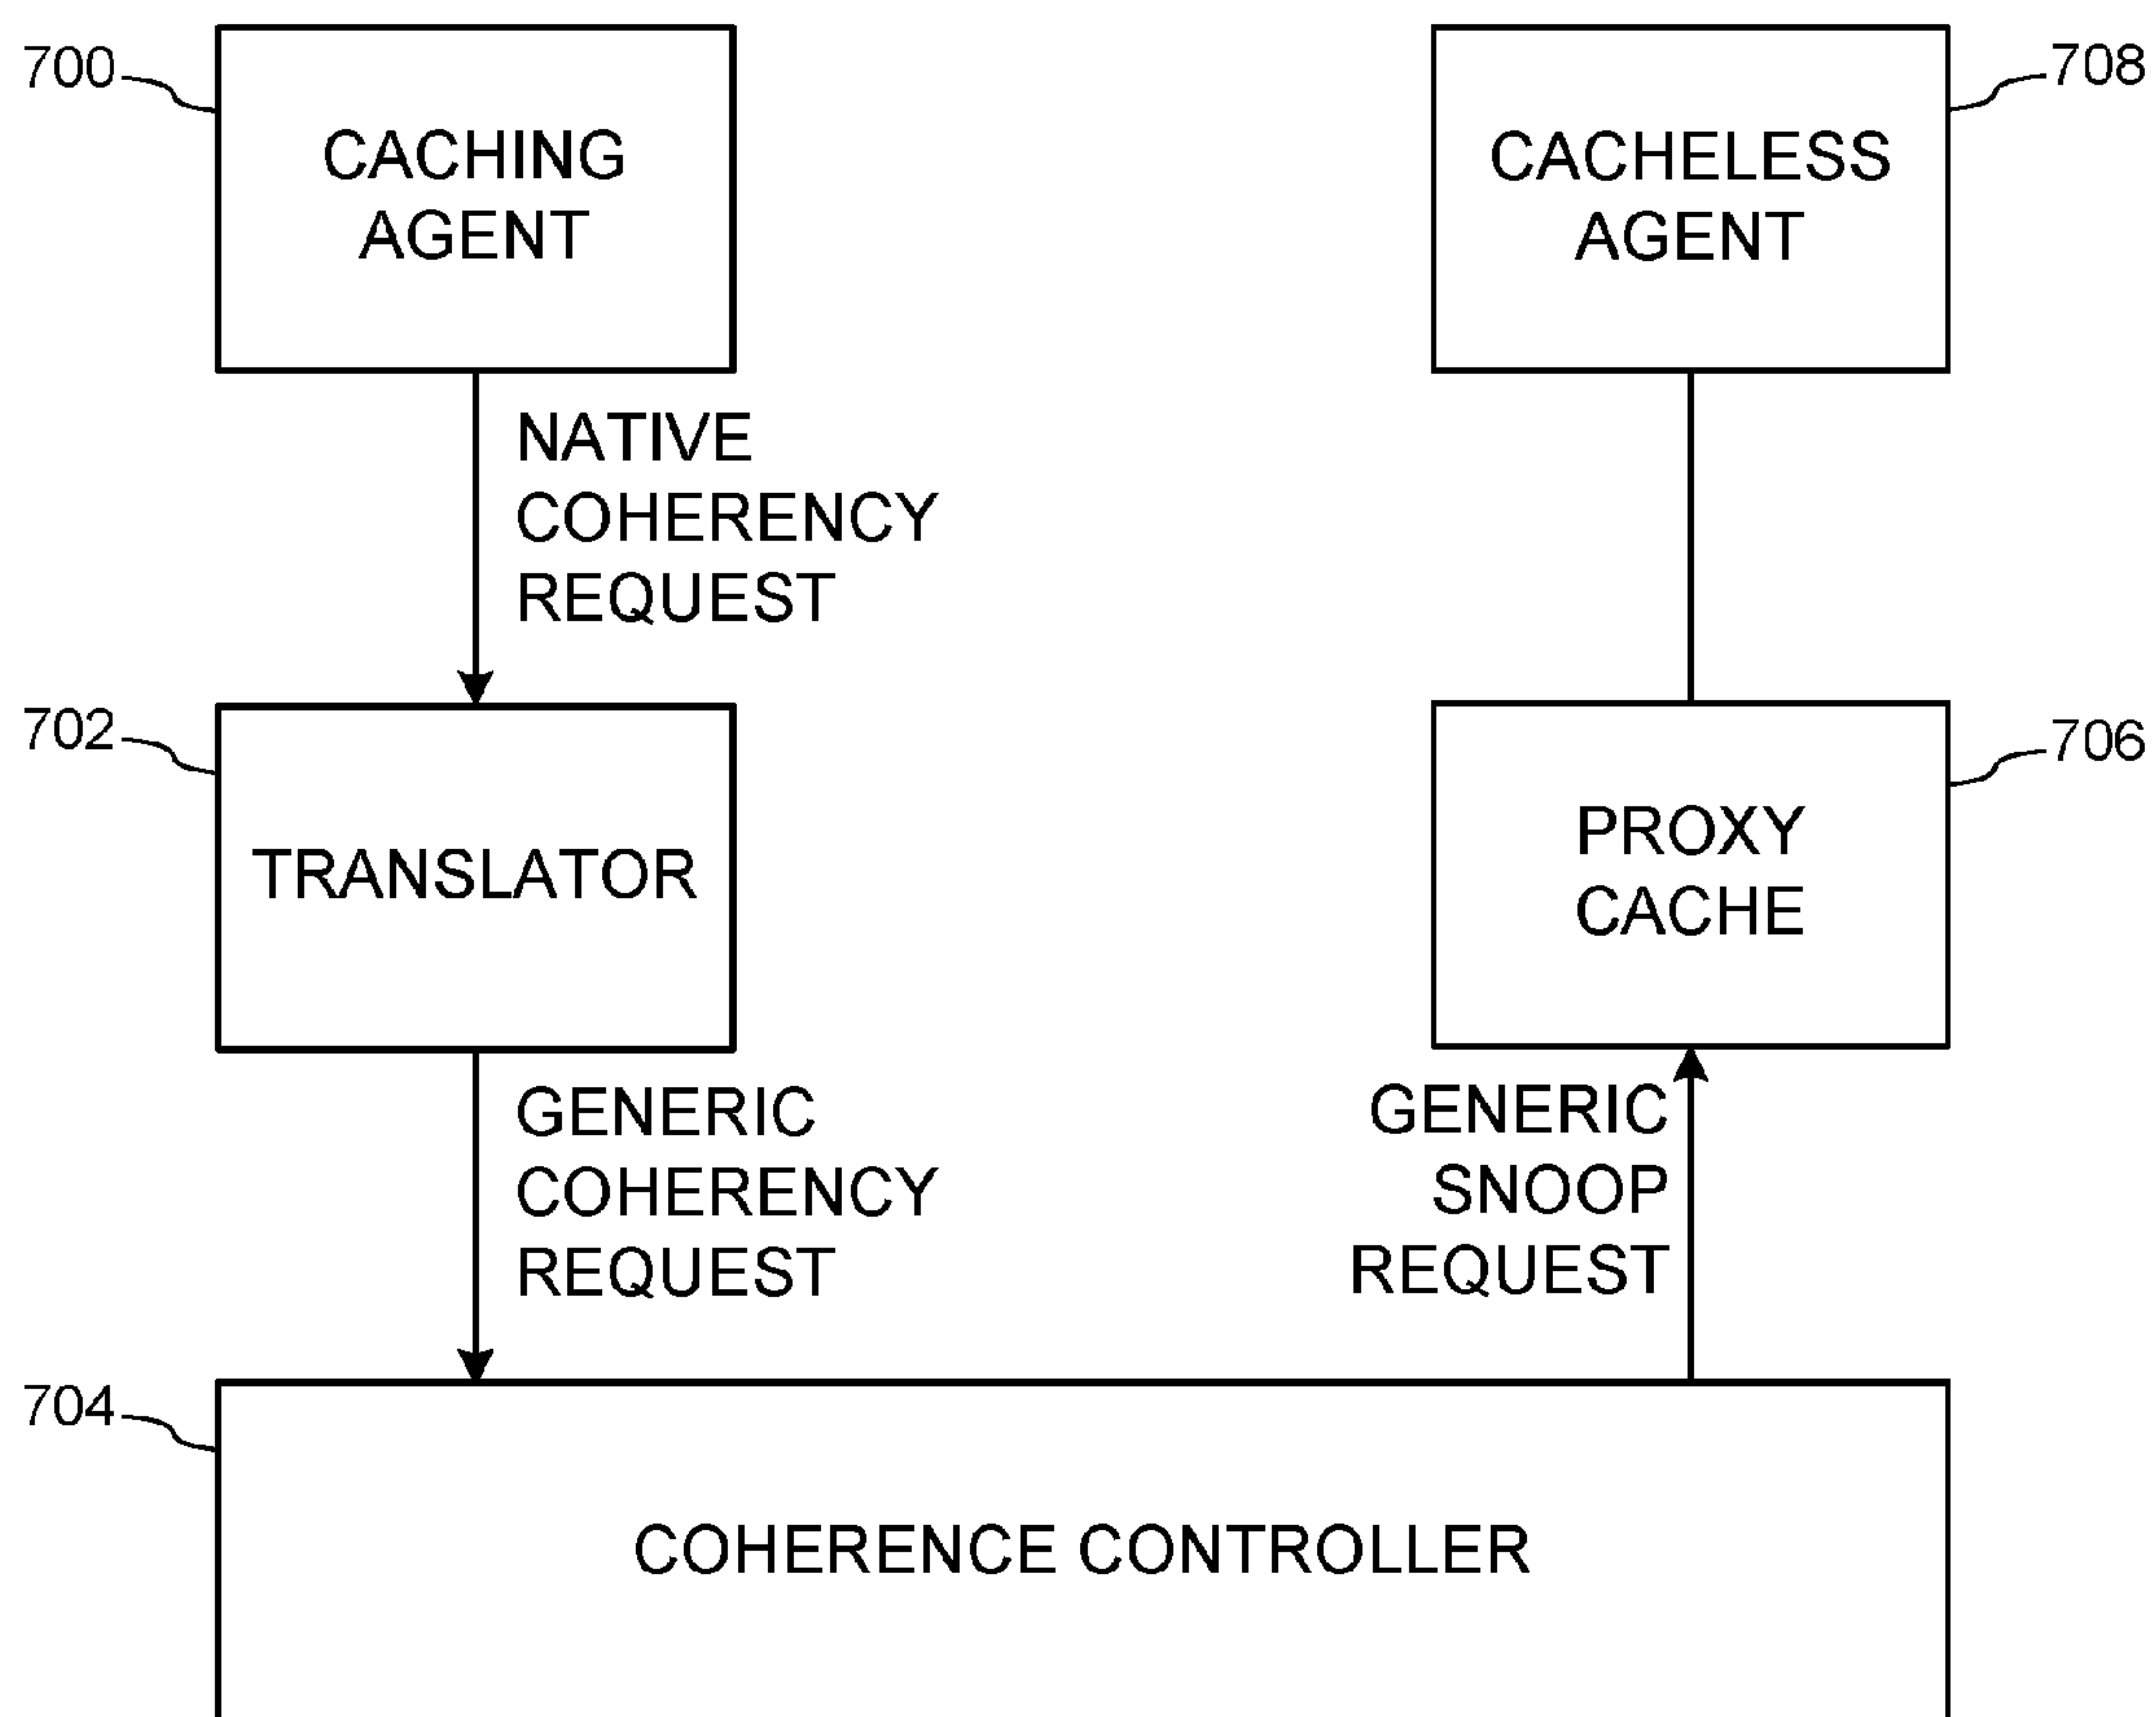 700
CACHING
AGENT
708
CACHELESS
AGENT
NATIVE
COHERENCY
REQUEST
702
TRANSLATOR
706
PROXY
CACHE
GENERIC
COHERENCY
REQUEST
GENERIC
SNOOP
REQUEST
704
COHERENCE CONTROLLER